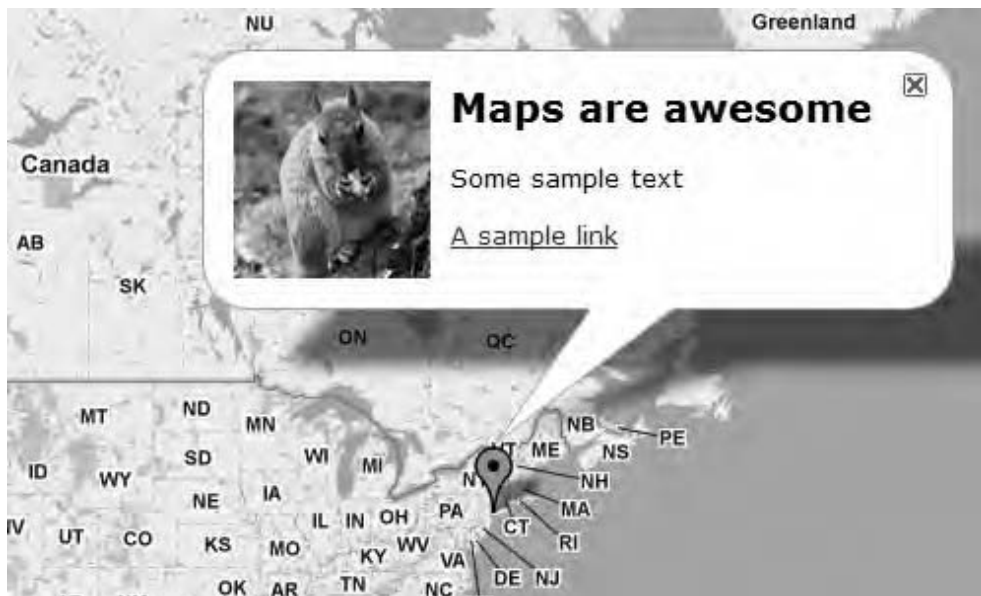 NU
Greenland
Maps are awesome
Canada
Some sample text
AB
A sample link
SK
ON
QC
MT
ND
MN
NB
PE
WI
MI
VT
ME
NS
ID
WY
SD
NH
NE
IA
MA
IL
IN
OH
PA
CT
UT
CO
KS
MO
WV
RI
KY
VA
DE
NJ
OK
AR
TN
NC